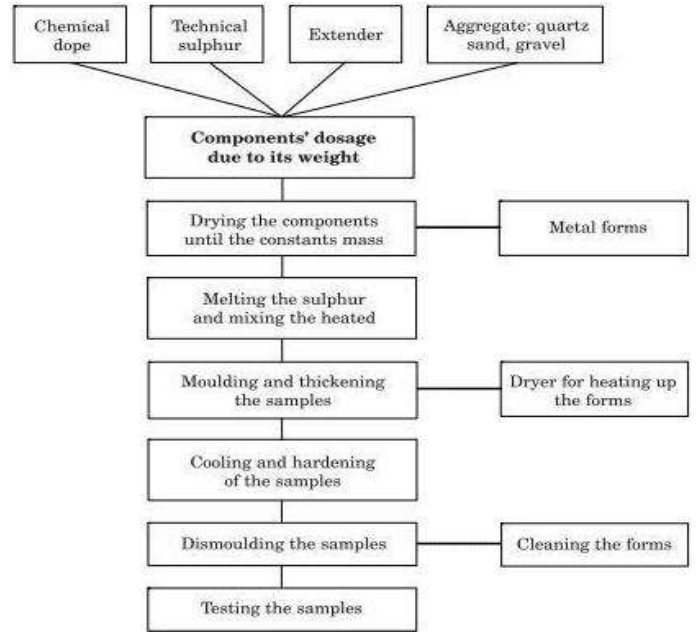 Chemical
dope
Technical
sulphur
Extender
Aggregate: quartz
sand, gravel
Components' dosage
due to its weight
Drying the components
until the constants mass
Metal forms
Melting the sulphur
and mixing the heated
Moulding and thickening
the samples
Dryer for heating up
the forms
Cooling and hardening
of the samples
Dismoulding the samples
Cleaning the forms
Testing the samples